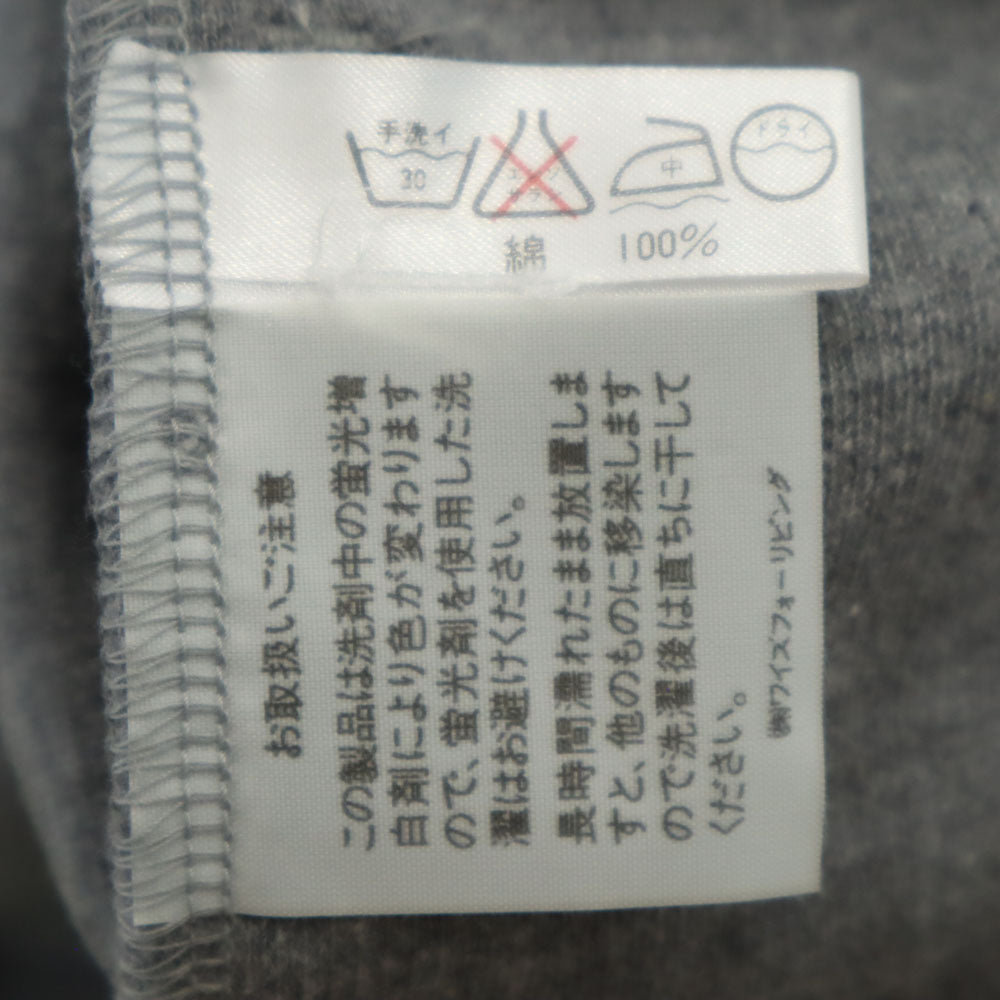 手洗イ
30
中
ドライ
綿 100%
お取扱いご注意
この製品は洗剤中の蛍光増
白剤により色が変わります
ので、蛍光剤を使用した洗
濯はお避けください。
長時間濡れたまま放置しま
すと、他のものに移染します
ので洗濯後は直ちに干して
ください。
㈱ワイズフォーリビング